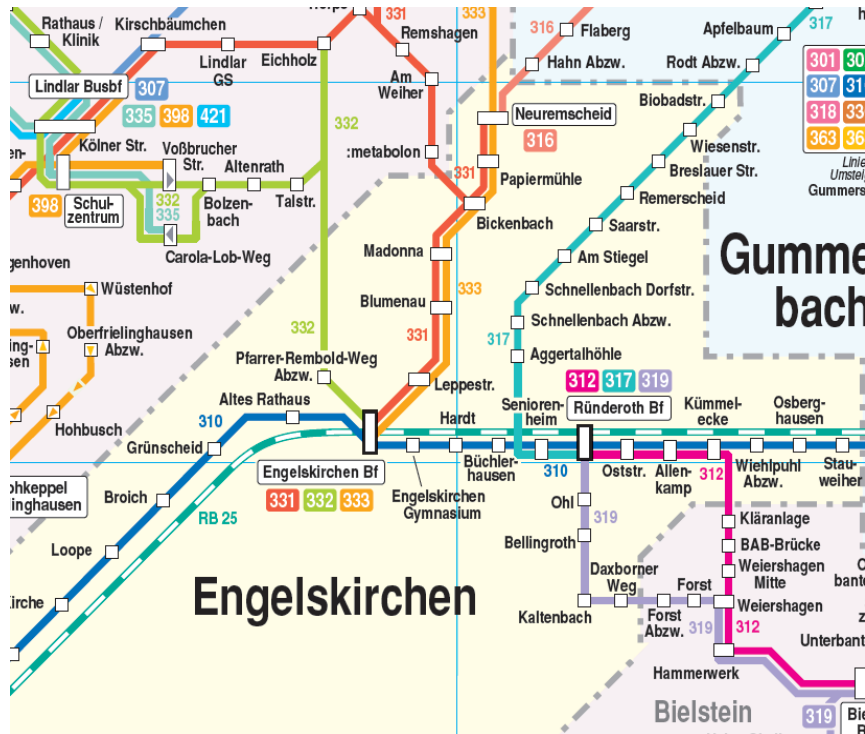 Rathaus /
Klinik
Kirschbäumchen
331
333
316
Flaberg
Apfelbaum
317
Remshagen
Lindlar
GS
Eichholz
Am
Weiher
Hahn Abzw.
Rodt Abzw.
301
307
318
363
Lindlar Busbf
307
335
398
421
Biobadstr.
Neuremscheid
316
332
Wiesenstr.
Kölner Str.
Voßbrucher
Str.
Altenrath
:metabolon
331
Papiermühle
Breslauer Str.
Remerscheid
398
Schul-
zentrum
332
335
Bolzen-
bach
Talstr.
Bickenbach
Saarstr.
Carola-Lob-Weg
Madonna
Am Stiegel
Wüstenhof
333
Schnellenbach Dorfstr.
Blumenau
Schnellenbach Abzw.
Oberfrielinghausen
Abzw.
332
331
317
Aggertalhöhle
Pfarrer-Rembold-Weg
Abzw.
Leppestr.
312
317
319
Altes Rathaus
Hardt
Senioren-
heim
Ründeroth Bf
Kümmel-
ecke
Osberg-
hausen
Hohbusch
310
Grünscheid
Engelskirchen Bf
331
332
333
Büchler-
hausen
310
Oststr.
Allen-
kamp
312
Wiehlpuhl
Abzw.
Stau-
weiher
Engelskirchen
Gymnasium
Broich
RB 25
Ohl
319
Kläranlage
Loope
Bellingroth
BAB-Brücke
Weiershagen
Mitte
Engelskirchen
Daxborner
Weg
Forst
Weiershagen
Kaltenbach
Forst
Abzw.
319
312
Hammerwerk
Bielstein
319